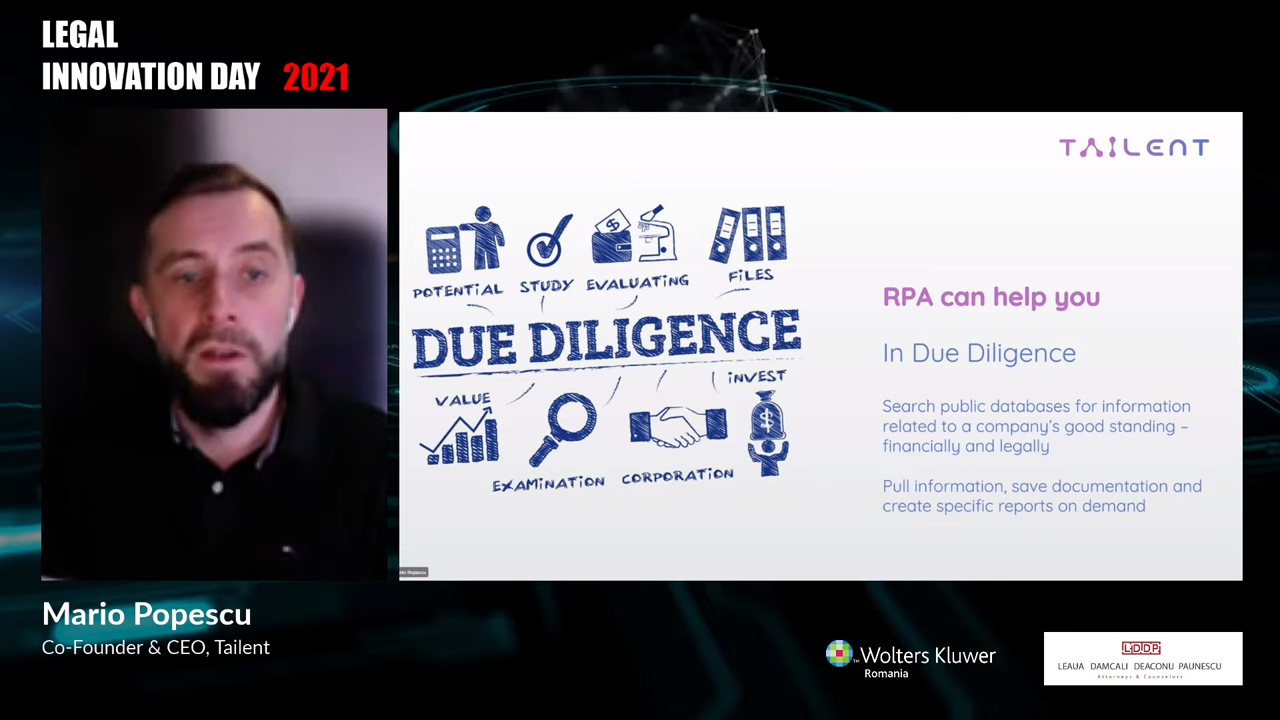 LEGAL
INNOVATION DAY 2021
TAILENT
POTENTIAL STUDY EVALUATING FILES
DUE DILIGENCE
VALUE INVEST
EXAMINATION CORPORATION
RPA can help you
In Due Diligence
Search public databases for information
related to a company's good standing –
financially and legally
Pull information, save documentation and
create specific reports on demand
Popescu
Mario Popescu
Co-Founder & CEO, Tailent
Wolters Kluwer
Romania
LDDP
LEAUA DAMCALI DEACONU PAUNESCU
Attorneys & Counselors